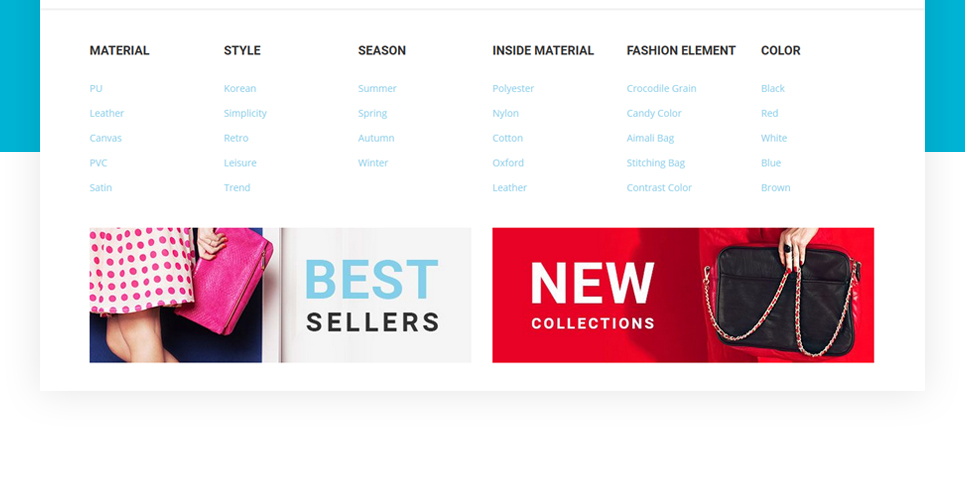 MATERIAL
PU
Leather
Canvas
PVC
Satin
STYLE
Korean
Simplicity
Retro
Leisure
Trend
SEASON
Summer
Spring
Autumn
Winter
INSIDE MATERIAL
Polyester
Nylon
Cotton
Oxford
Leather
FASHION ELEMENT
Crocodile Grain
Candy Color
Aimali Bag
Stitching Bag
Contrast Color
COLOR
Black
Red
White
Blue
Brown
BEST
SELLERS
NEW
COLLECTIONS